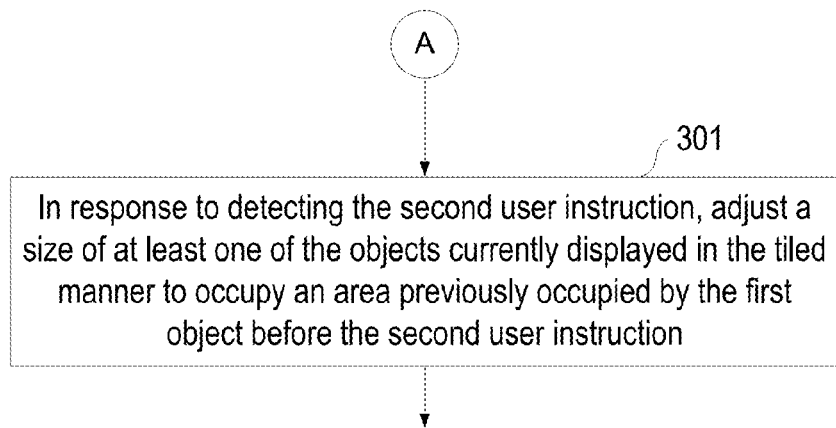 A
301
In response to detecting the second user instruction, adjust a
size of at least one of the objects currently displayed in the tiled
manner to occupy an area previously occupied by the first
object before the second user instruction